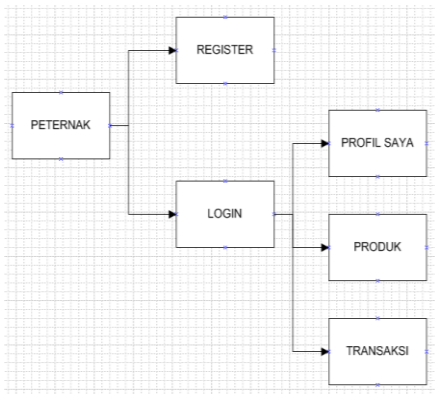 REGISTER
PETERNAK
PROFIL SAYA
LOGIN
PRODUK
TRANSAKSI